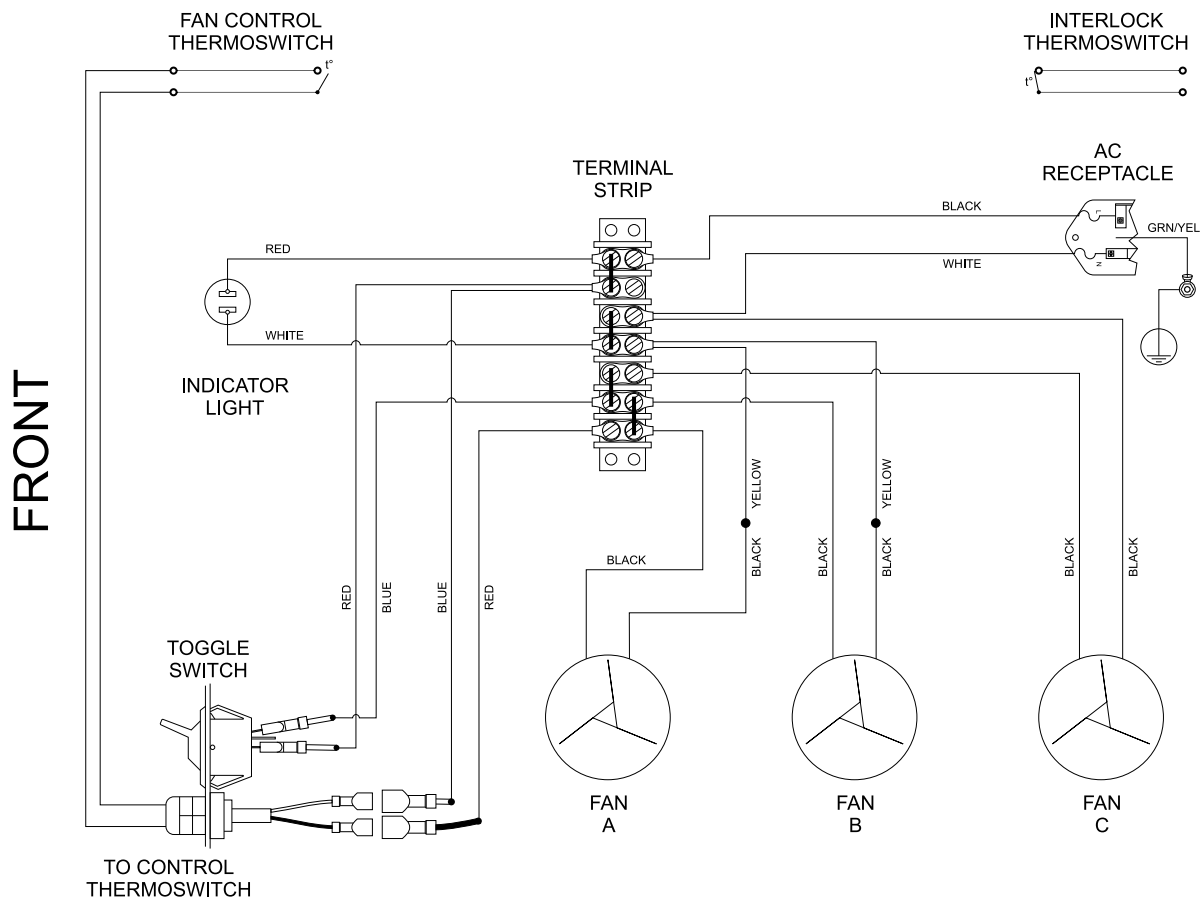 FAN CONTROL
THERMOSWITCH
t°
INTERLOCK
THERMOSWITCH
t°
AC
RECEPTACLE
TERMINAL
STRIP
BLACK
L
GRN/YEL
RED
WHITE
N
WHITE
INDICATOR
LIGHT
FRONT
YELLOW
YELLOW
BLACK
BLACK
BLACK
BLACK
BLACK
BLACK
RED
BLUE
BLUE
RED
TOGGLE
SWITCH
FAN
A
FAN
B
FAN
C
TO CONTROL
THERMOSWITCH